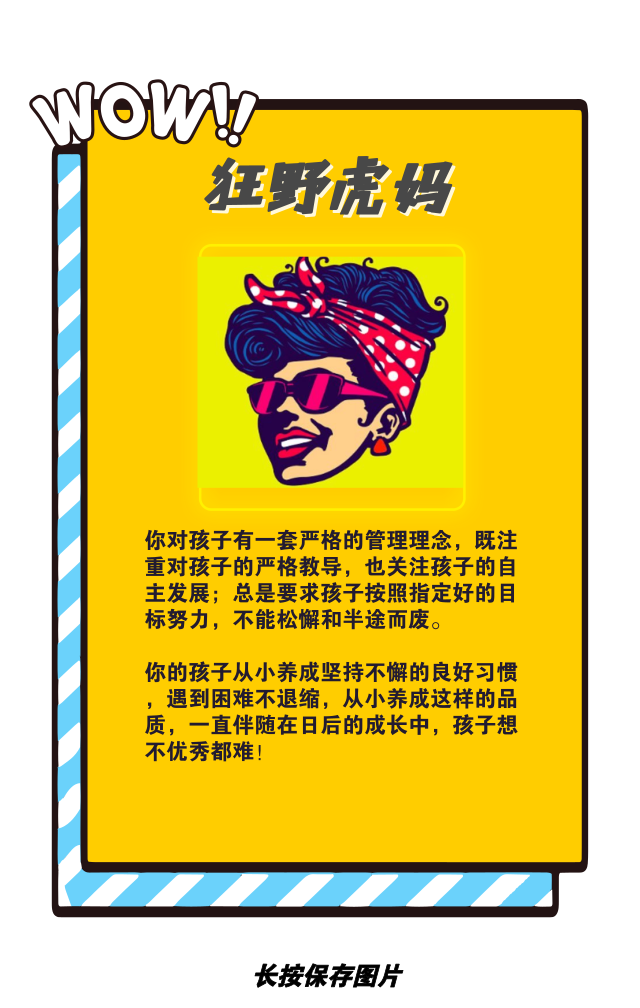 WOW!!
狂野虎妈
你对孩子有一套严格的管理理念，既注
重对孩子的严格教导，也关注孩子的自
主发展；总是要求孩子按照指定好的目
标努力，不能松懈和半途而废。
你的孩子从小养成坚持不懈的良好习惯
，遇到困难不退缩，从小养成这样的品
质，一直伴随在日后的成长中，孩子想
不优秀都难！
长按保存图片